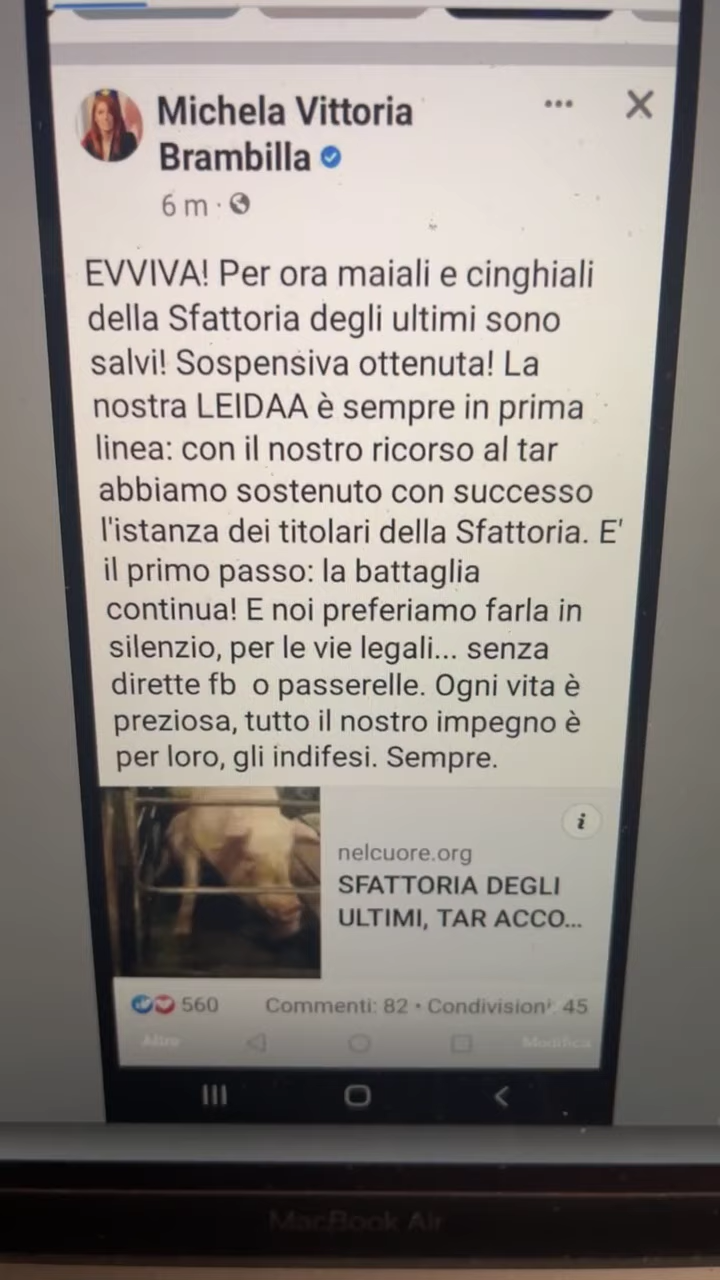 Michela Vittoria
Brambilla
6 m ·
EVVIVA! Per ora maiali e cinghiali
della Sfattoria degli ultimi sono
salvi! Sospensiva ottenuta! La
nostra LEIDAA è sempre in prima
linea: con il nostro ricorso al tar
abbiamo sostenuto con successo
l'istanza dei titolari della Sfattoria. E'
il primo passo: la battaglia
continua! E noi preferiamo farla in
silenzio, per le vie legali... senza
dirette fb o passerelle. Ogni vita è
preziosa, tutto il nostro impegno è
per loro, gli indifesi. Sempre.
nelcuore.org
SFATTORIA DEGLI
ULTIMI, TAR ACCO...
560 Commenti: 82 • Condivisioni: 45
Altro Modifica
MacBook Air